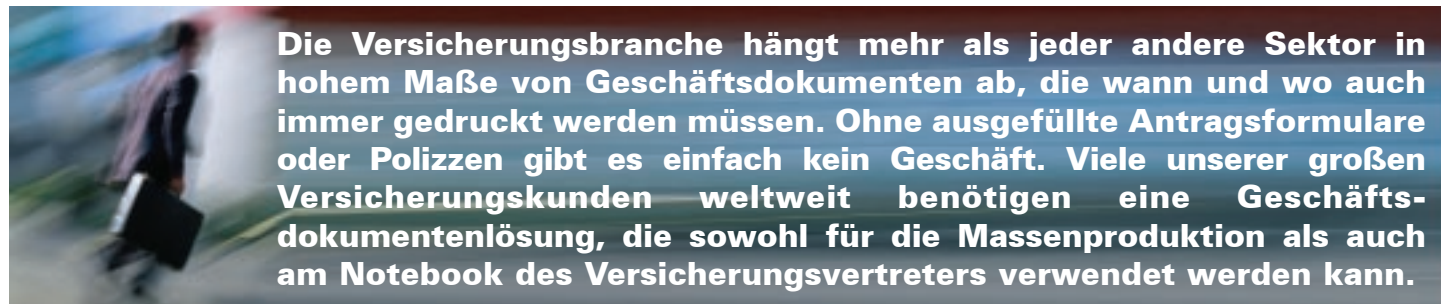 Die Versicherungsbranche hängt mehr als jeder andere Sektor in
hohem Maße von Geschäftsdokumenten ab, die wann und wo auch
immer gedruckt werden müssen. Ohne ausgefüllte Antragsformulare
oder Polizzen gibt es einfach kein Geschäft. Viele unserer großen
Versicherungskunden weltweit benötigen eine Geschäfts-
dokumentenlösung, die sowohl für die Massenproduktion als auch
am Notebook des Versicherungsvertreters verwendet werden kann.